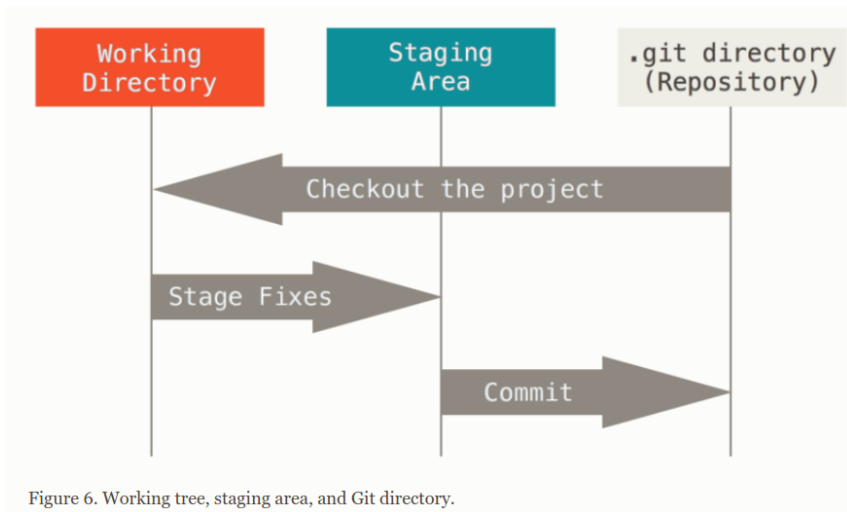 Working
Directory
Staging
Area
.git directory
(Repository)
Checkout the project
Stage Fixes
Commit
Figure 6. Working tree, staging area, and Git directory.